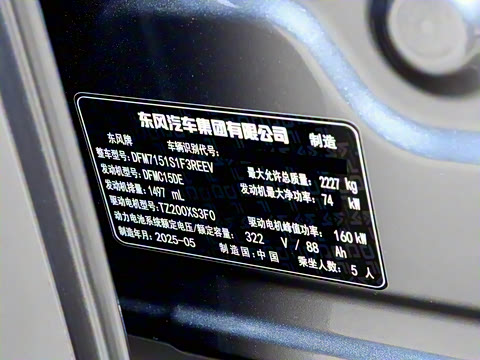 东风汽车集团有限公司 制造
东风牌 车辆识别代号:
整车型号:DFM7151S1F3REEV 最大允许总质量: 2227 kg
发动机型号:DFMC15DE 发动机最大净功率: 74 kW
发动机排量: 1497 mL
驱动电机型号:TZ200XS3F0 驱动电机峰值功率: 160 kW
动力电池系统额定电压/额定容量: 322 V / 88 Ah
制造年月: 2025-05 制造国: 中国 乘坐人数: 5 人